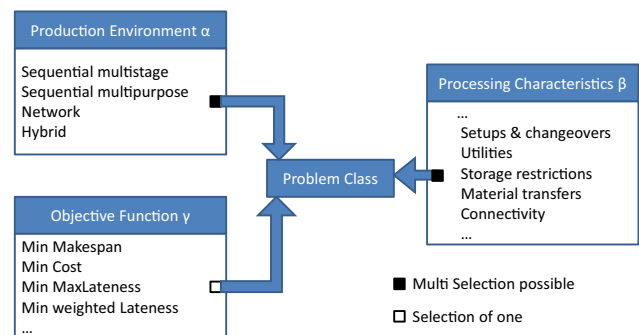 Production Environment α
Sequential multistage
Sequential multipurpose
Network
Hybrid
Processing Characteristics β
...
Setups & changeovers
Utilities
Storage restrictions
Material transfers
Connectivity
...
Problem Class
Objective Function γ
Min Makespan
Min Cost
Min MaxLateness
Min weighted Lateness
...
Multi Selection possible
Selection of one